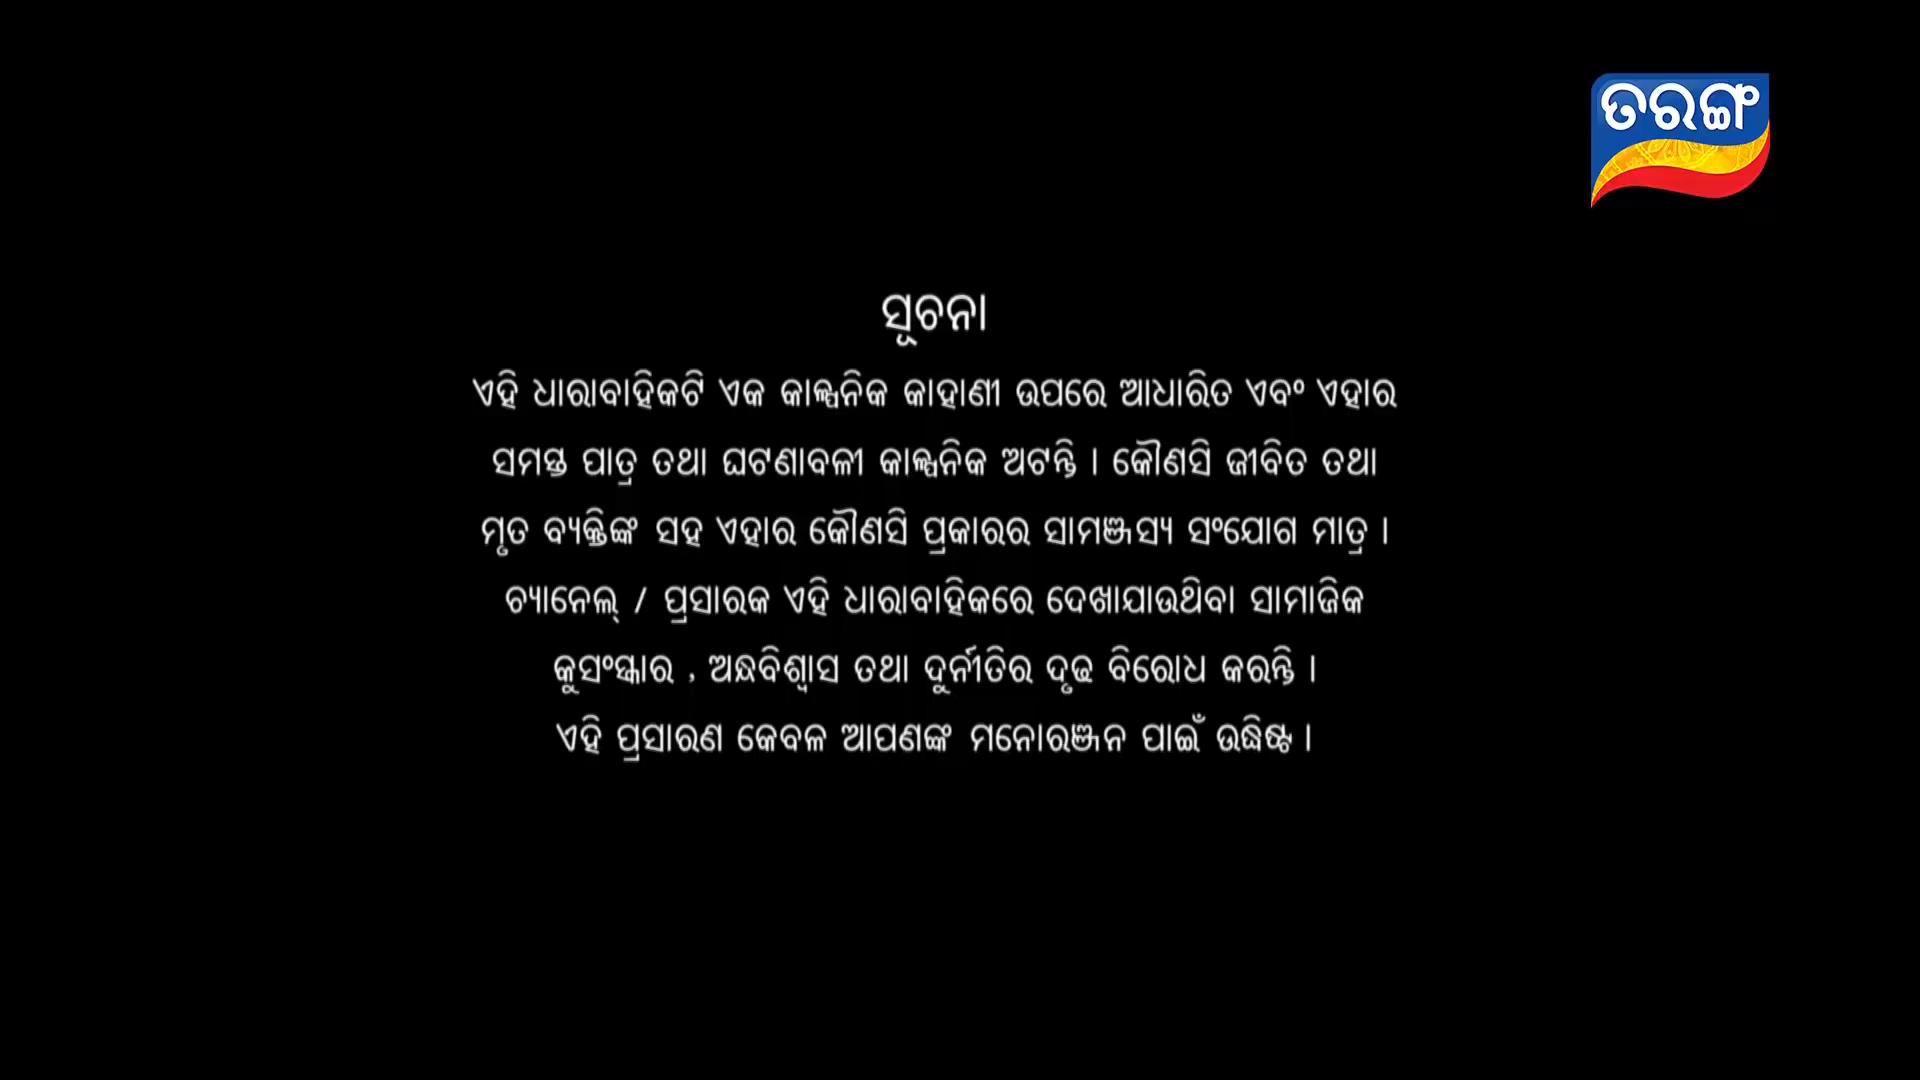 ତରଙ୍ଗ
ସୂଚନା
ଏହି ଧାରାବାହିକଟି ଏକ କାଳ୍ପନିକ କାହାଣୀ ଉପରେ ଆଧାରିତ ଏବଂ ଏହାର
ସମସ୍ତ ପାତ୍ର ତଥା ଘଟଣାବଳୀ କାଳ୍ପନିକ ଅଟନ୍ତି । କୌଣସି ଜୀବିତ ତଥା
ମୃତ ବ୍ୟକ୍ତିଙ୍କ ସହ ଏହାର କୌଣସି ପ୍ରକାରର ସାମଞ୍ଜସ୍ୟ ସଂଯୋଗ ମାତ୍ର ।
ଚ୍ୟାନେଲ୍ / ପ୍ରସାରକ ଏହି ଧାରାବାହିକରେ ଦେଖାଯାଉଥିବା ସାମାଜିକ
କୁସଂସ୍କାର , ଅନ୍ଧବିଶ୍ୱାସ ତଥା ଦୁର୍ନୀତିର ଦୃଢ ବିରୋଧ କରନ୍ତି ।
ଏହି ପ୍ରସାରଣ କେବଳ ଆପଣଙ୍କ ମନୋରଞ୍ଜନ ପାଇଁ ଉଦ୍ଧିଷ୍ଟ ।